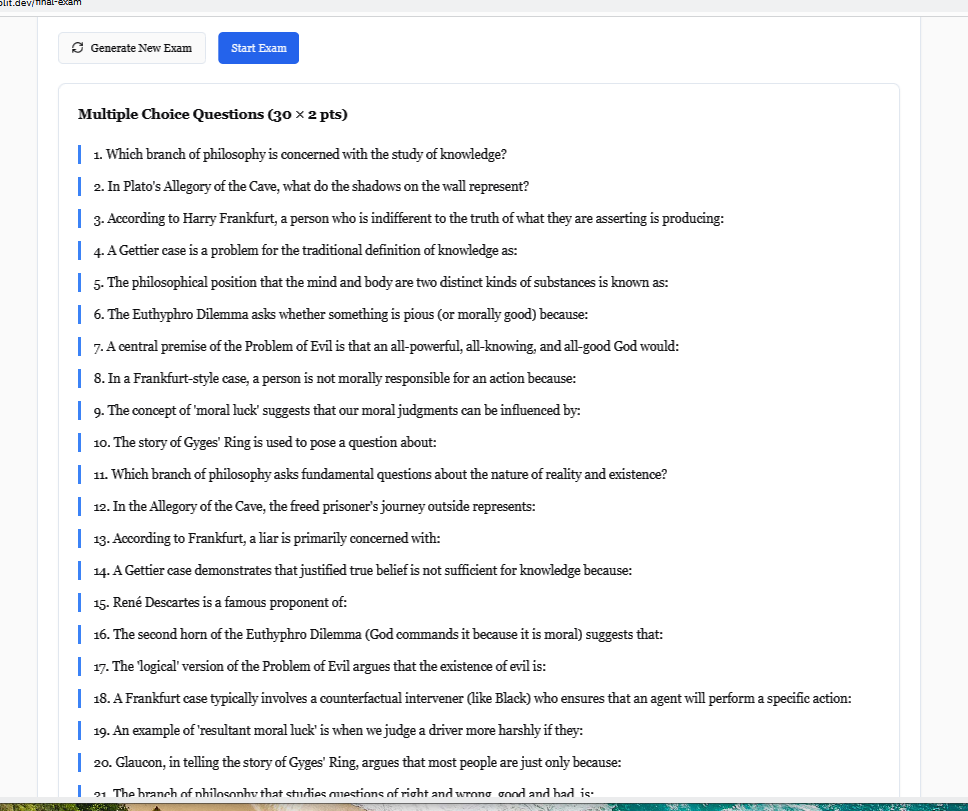 olit.dev/final-exam
Generate New Exam
Start Exam
Multiple Choice Questions (30 × 2 pts)
1. Which branch of philosophy is concerned with the study of knowledge?
2. In Plato's Allegory of the Cave, what do the shadows on the wall represent?
3. According to Harry Frankfurt, a person who is indifferent to the truth of what they are asserting is producing:
4. A Gettier case is a problem for the traditional definition of knowledge as:
5. The philosophical position that the mind and body are two distinct kinds of substances is known as:
6. The Euthyphro Dilemma asks whether something is pious (or morally good) because:
7. A central premise of the Problem of Evil is that an all-powerful, all-knowing, and all-good God would:
8. In a Frankfurt-style case, a person is not morally responsible for an action because:
9. The concept of 'moral luck' suggests that our moral judgments can be influenced by:
10. The story of Gyges' Ring is used to pose a question about:
11. Which branch of philosophy asks fundamental questions about the nature of reality and existence?
12. In the Allegory of the Cave, the freed prisoner's journey outside represents:
13. According to Frankfurt, a liar is primarily concerned with:
14. A Gettier case demonstrates that justified true belief is not sufficient for knowledge because:
15. René Descartes is a famous proponent of:
16. The second horn of the Euthyphro Dilemma (God commands it because it is moral) suggests that:
17. The 'logical' version of the Problem of Evil argues that the existence of evil is:
18. A Frankfurt case typically involves a counterfactual intervener (like Black) who ensures that an agent will perform a specific action:
19. An example of 'resultant moral luck' is when we judge a driver more harshly if they:
20. Glaucon, in telling the story of Gyges' Ring, argues that most people are just only because:
21. The branch of philosophy that studies questions of right and wrong, good and bad, is: